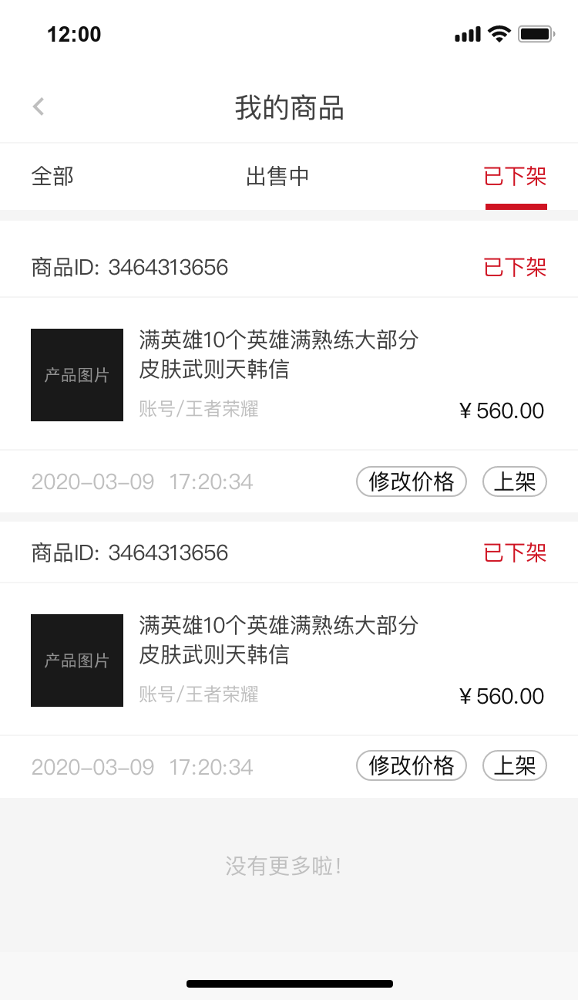 12:00
我的商品
全部 出售中 已下架
商品ID: 3464313656 已下架
产品图片
满英雄10个英雄满熟练大部分
皮肤武则天韩信
账号/王者荣耀
¥ 560.00
2020-03-09 17:20:34 修改价格 上架
商品ID: 3464313656 已下架
产品图片
满英雄10个英雄满熟练大部分
皮肤武则天韩信
账号/王者荣耀
¥ 560.00
2020-03-09 17:20:34 修改价格 上架
没有更多啦!